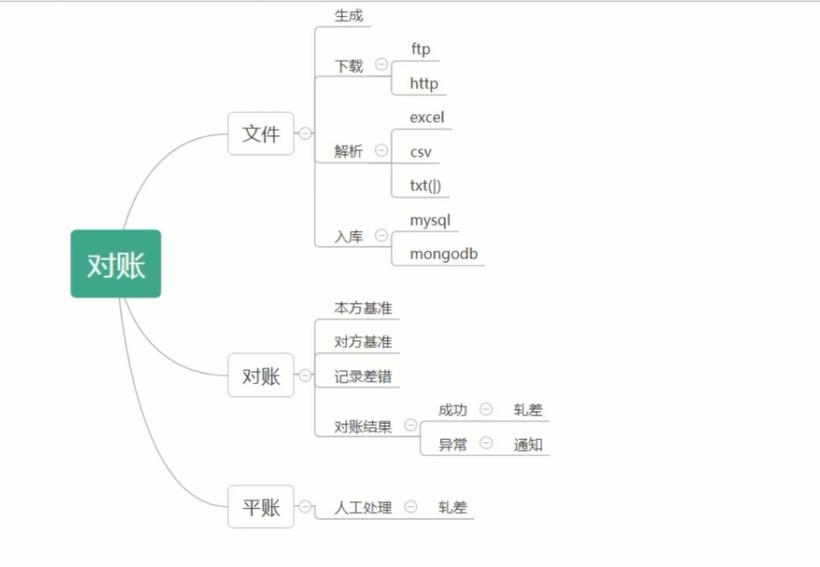 对账
文件
生成
下载
ftp
http
解析
excel
csv
txt(|)
入库
mysql
mongodb
对账
本方基准
对方基准
记录差错
对账结果
成功
轧差
异常
通知
平账
人工处理
轧差